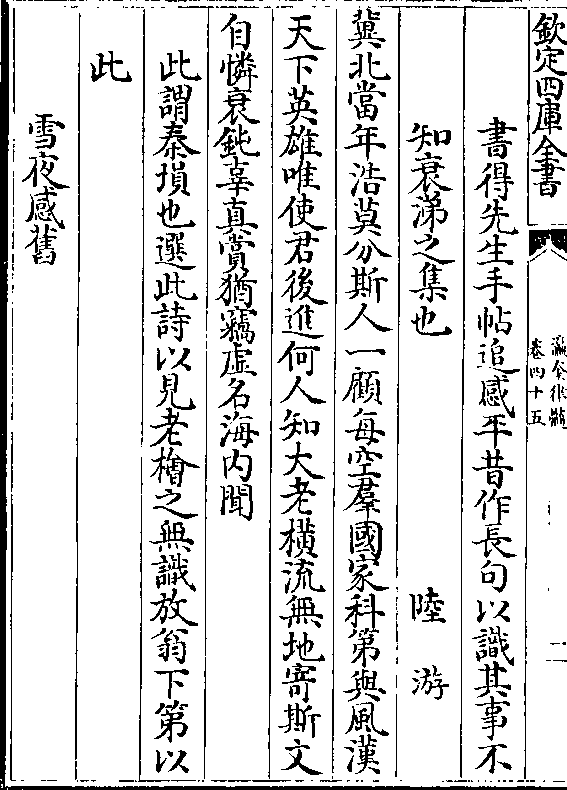 欽定四庫全書
瀛奎律髓
卷四十五
書得先生手帖追感平昔作長句以識其事不
知衰涕之集也
陸游
冀北當年浩莫分斯人一顧每空羣國家科第與風漢
天下英雄唯使君後進何人知大老橫流無地寄斯文
自憐衰鈍辜真賞猶竊虛名海内聞
此謂秦塤也選此詩以見老檜之無識放翁下第以
此
雪夜感舊